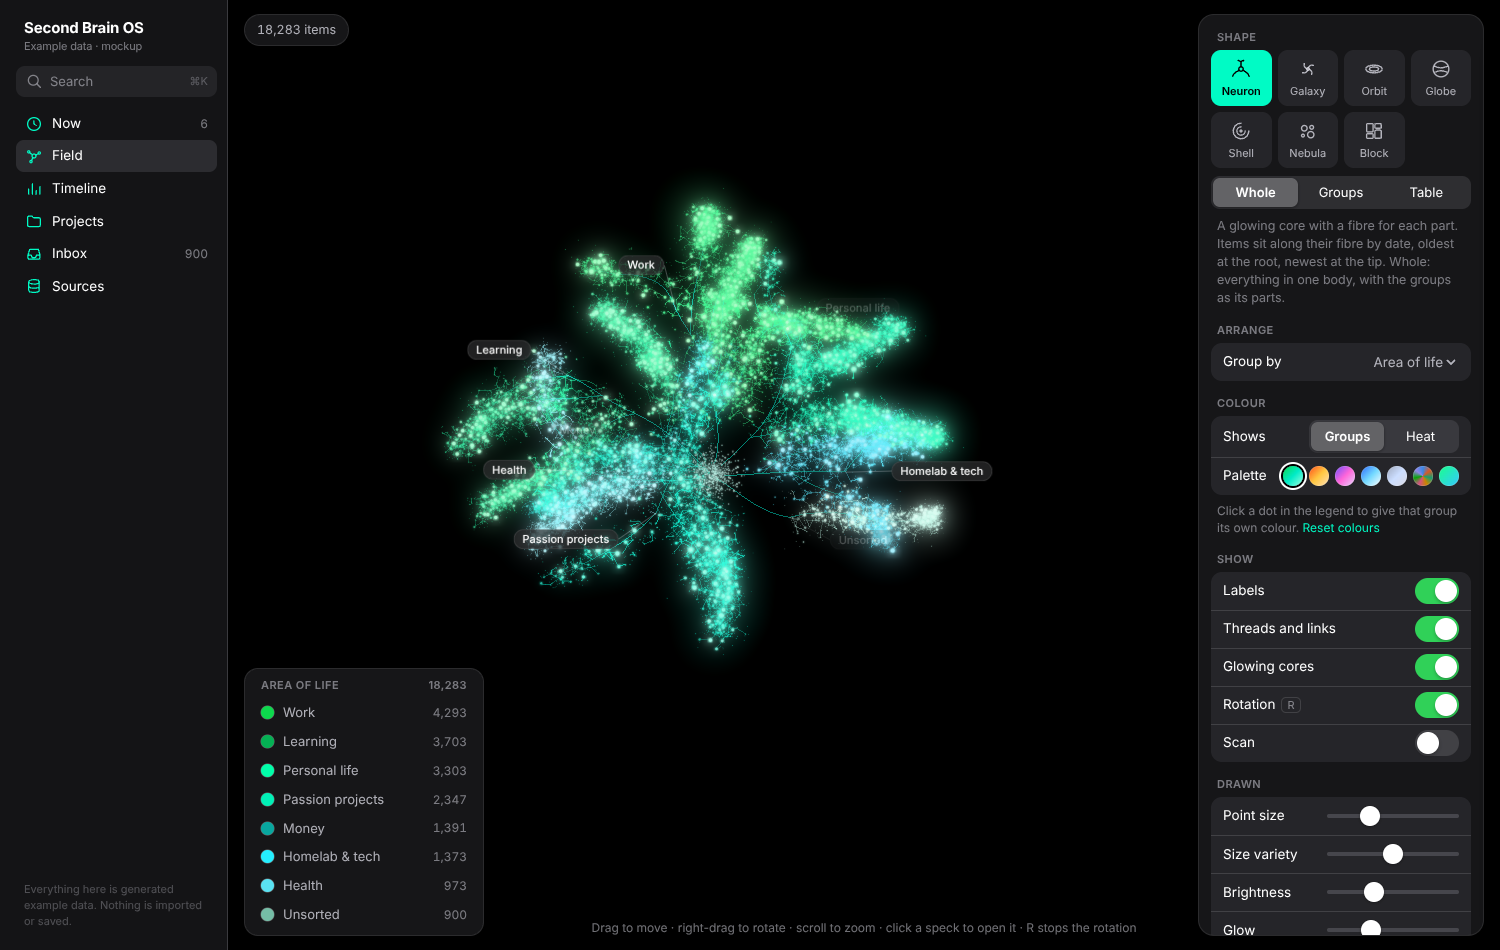 Second Brain OS
Example data · mockup
Search ⌘K
Now 6
Field
Timeline
Projects
Inbox 900
Sources
Everything here is generated
example data. Nothing is imported
or saved.
18,283 items
Work
Personal life
Learning
Health
Homelab & tech
Passion projects
Unsorted
AREA OF LIFE 18,283
Work 4,293
Learning 3,703
Personal life 3,303
Passion projects 2,347
Money 1,391
Homelab & tech 1,373
Health 973
Unsorted 900
Drag to move · right-drag to rotate · scroll to zoom · click a speck to open it · R stops the rotation
SHAPE
Neuron Galaxy Orbit Globe
Shell Nebula Block
Whole Groups Table
A glowing core with a fibre for each part.
Items sit along their fibre by date, oldest
at the root, newest at the tip. Whole:
everything in one body, with the groups
as its parts.
ARRANGE
Group by Area of life
COLOUR
Shows Groups Heat
Palette
Click a dot in the legend to give that group
its own colour. Reset colours
SHOW
Labels
Threads and links
Glowing cores
Rotation R
Scan
DRAWN
Point size
Size variety
Brightness
Glow